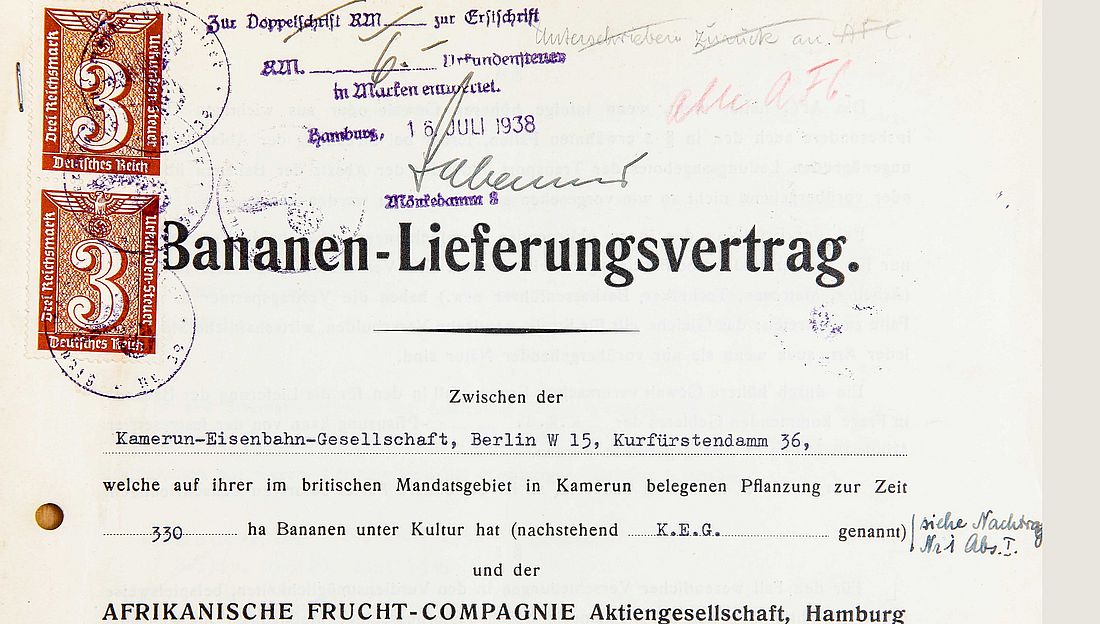 Drei Reichsmark
3
Urkunden-Steuer
Deutsches Reich
Drei Reichsmark
3
Urkunden-Steuer
Deutsches Reich
Zur Doppelschrift RM. zur Erstschrift
RM. 6.- Urkundensteuer
in Marken entwertet.
Hamburg, 16. JULI 1938
Mönkedamm 8
Unterschrieben zurück an AFC.
Bananen-Lieferungsvertrag.
Zwischen der
Kamerun-Eisenbahn-Gesellschaft, Berlin W 15, Kurfürstendamm 36,
welche auf ihrer im britischen Mandatsgebiet in Kamerun belegenen Pflanzung zur Zeit
330 ha Bananen unter Kultur hat (nachstehend K.E.G. genannt)
siehe Nachtrag
Nr 1 Abs. I.
und der
AFRIKANISCHE FRUCHT-COMPAGNIE Aktiengesellschaft, Hamburg